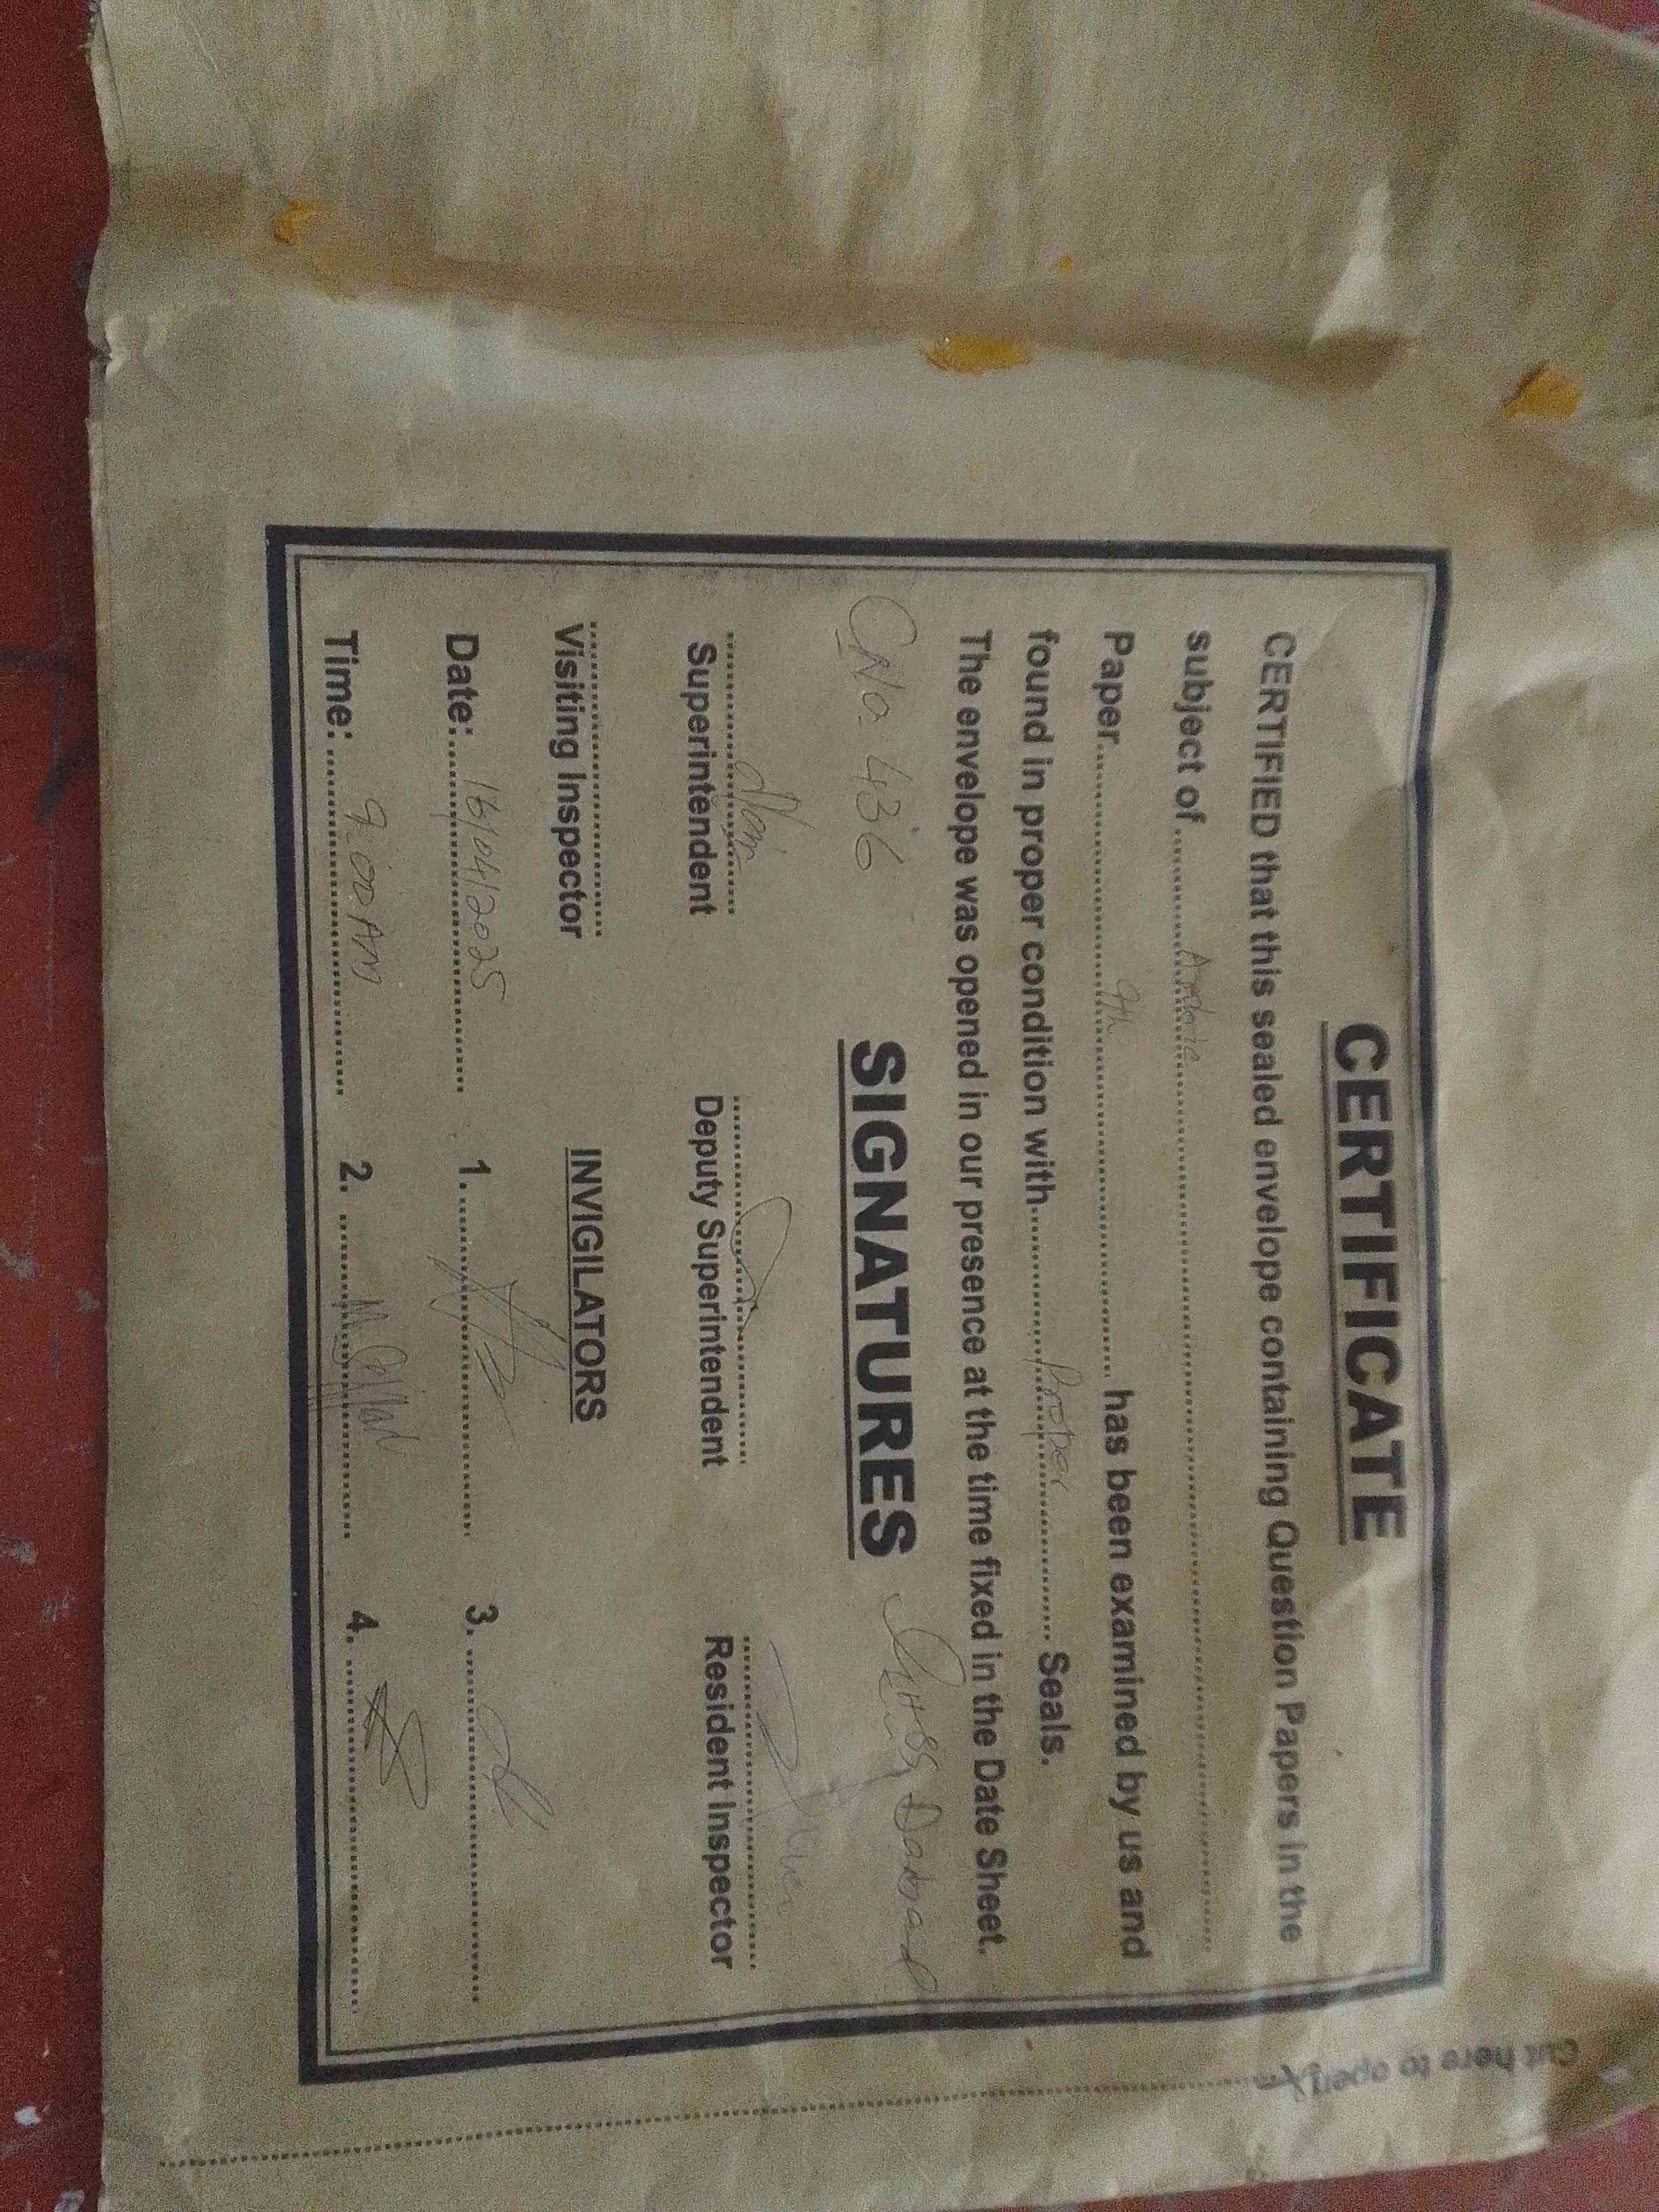 CERTIFICATE
CERTIFIED that this sealed envelope containing Question Papers in the
subject of.......Arabic.......
Paper.......9th....... has been examined by us and
found in proper condition with.......Proper....... Seals.
The envelope was opened in our presence at the time fixed in the Date Sheet.
CNo. 436 SIGNATURES
Superintendent Deputy Superintendent Resident Inspector
Visiting Inspector INVIGILATORS
Date: 16/04/2025 1. 3.
Time: 9:00 AM 2. 4.
Cut here to open